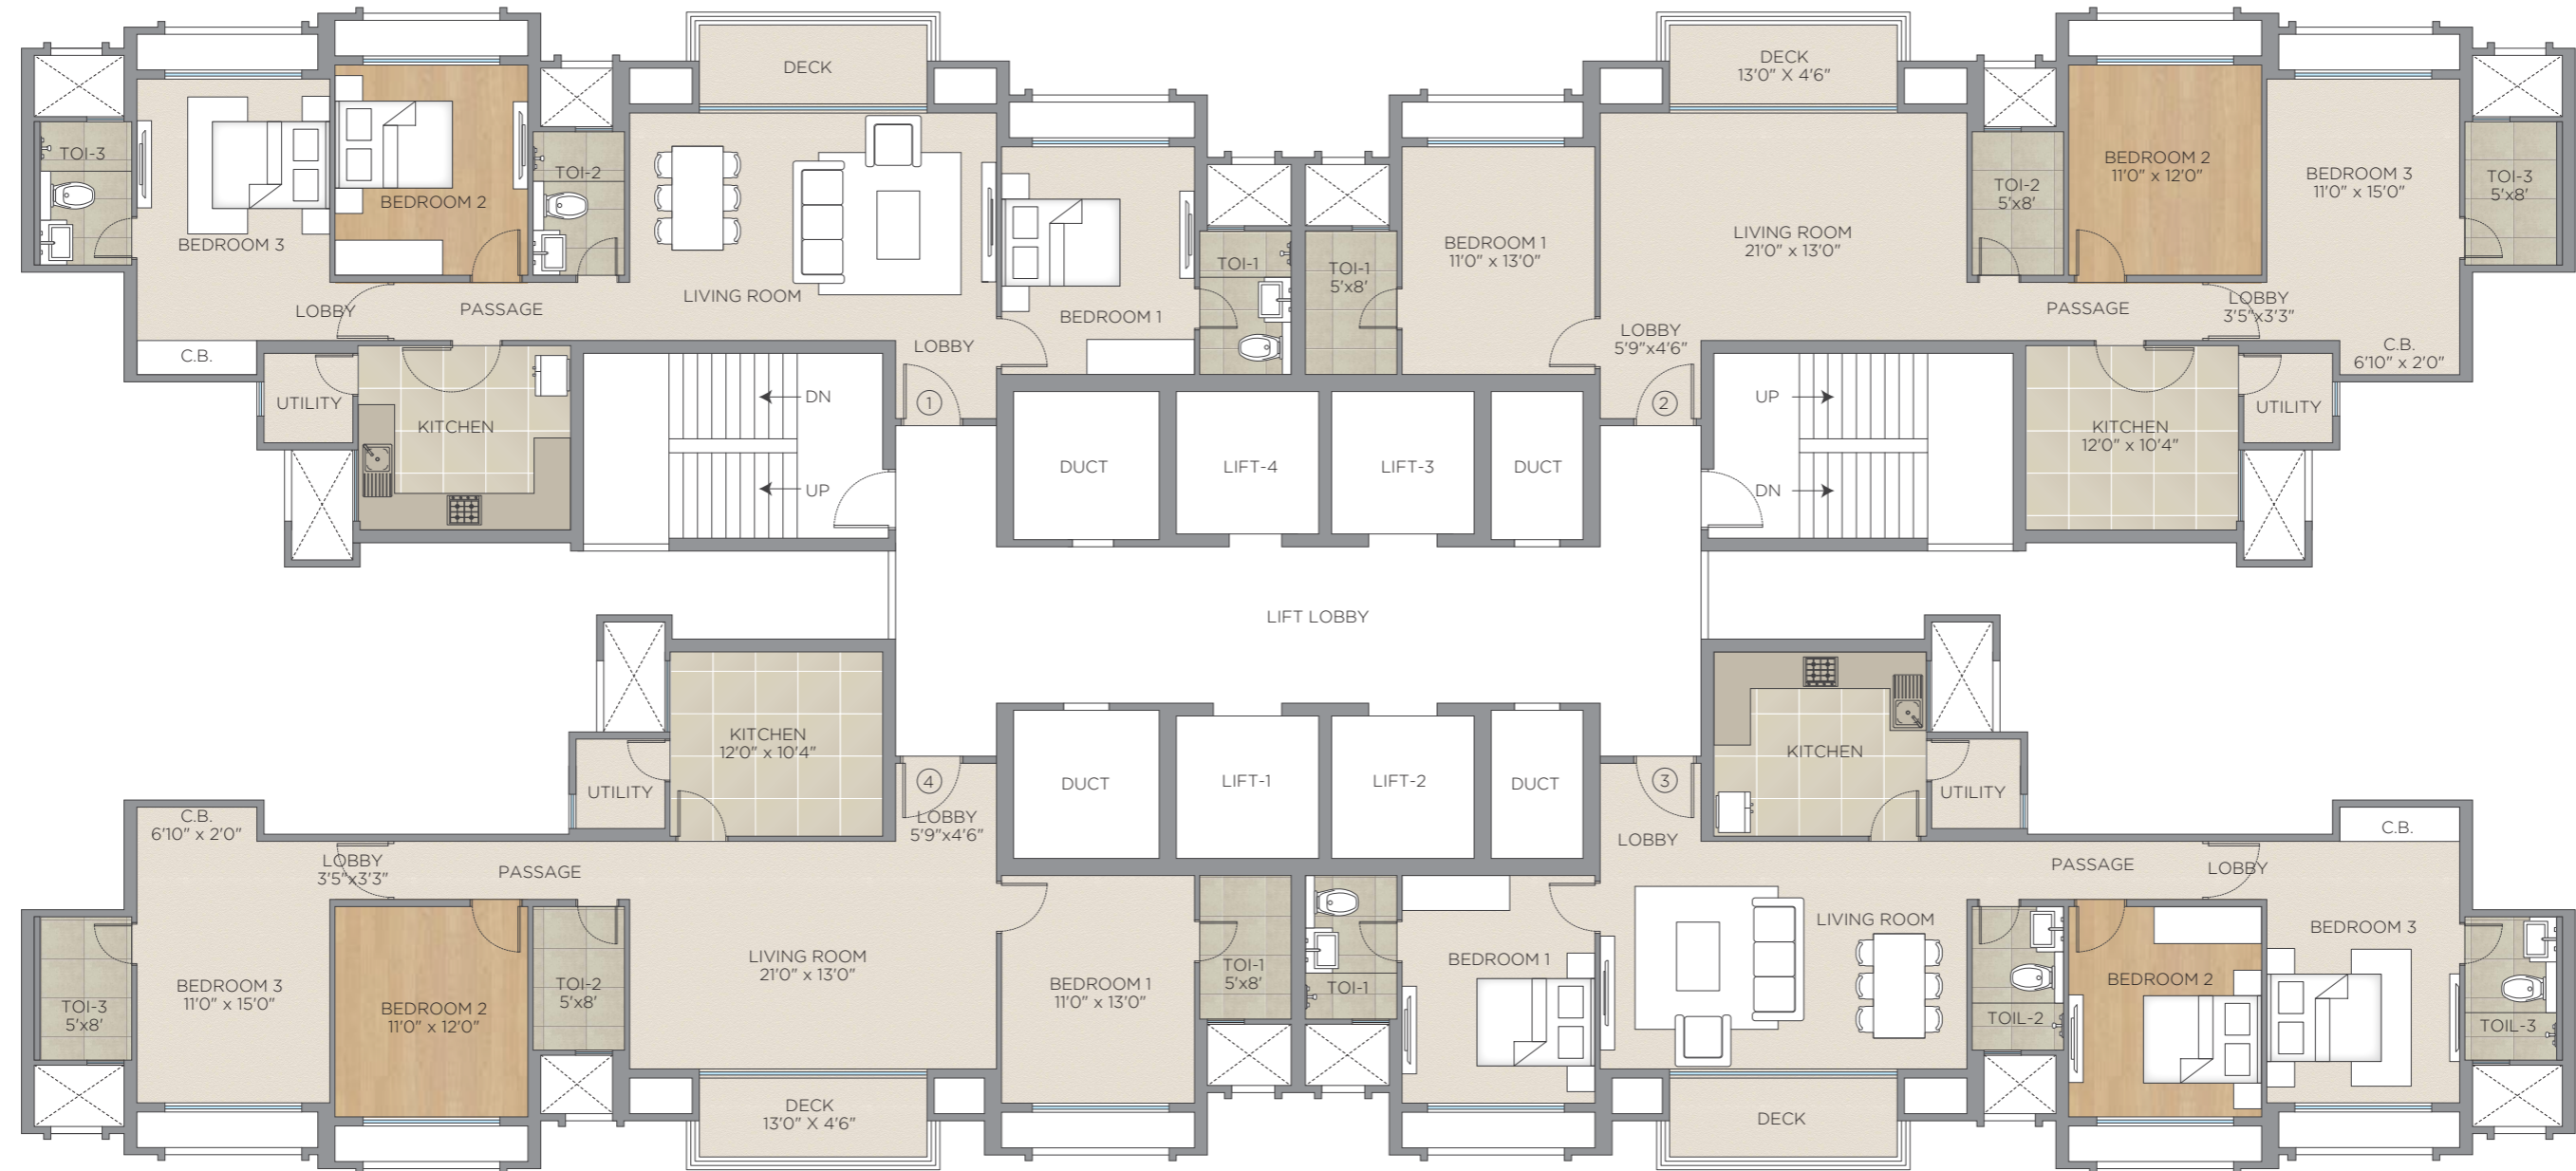 DECK
TOI-3
BEDROOM 3
BEDROOM 2
TOI-2
LIVING ROOM
BEDROOM 1
TOI-1
LOBBY
PASSAGE
LOBBY
C.B.
UTILITY
KITCHEN
DN
UP
1
DECK
13'0" X 4'6"
TOI-1
5'x8'
BEDROOM 1
11'0" x 13'0"
LIVING ROOM
21'0" x 13'0"
TOI-2
5'x8'
BEDROOM 2
11'0" x 12'0"
BEDROOM 3
11'0" x 15'0"
TOI-3
5'x8'
LOBBY
5'9"x4'6"
PASSAGE
LOBBY
3'5"x3'3"
C.B.
6'10" x 2'0"
2
UP
DN
KITCHEN
12'0" x 10'4"
UTILITY
DUCT
LIFT-4
LIFT-3
DUCT
LIFT LOBBY
DUCT
LIFT-1
LIFT-2
DUCT
KITCHEN
12'0" x 10'4"
UTILITY
4
LOBBY
5'9"x4'6"
C.B.
6'10" x 2'0"
LOBBY
3'5"x3'3"
PASSAGE
TOI-3
5'x8'
BEDROOM 3
11'0" x 15'0"
BEDROOM 2
11'0" x 12'0"
TOI-2
5'x8'
LIVING ROOM
21'0" x 13'0"
BEDROOM 1
11'0" x 13'0"
TOI-1
5'x8'
DECK
13'0" X 4'6"
KITCHEN
UTILITY
3
LOBBY
C.B.
PASSAGE
LOBBY
TOI-1
BEDROOM 1
LIVING ROOM
TOIL-2
BEDROOM 2
BEDROOM 3
TOIL-3
DECK